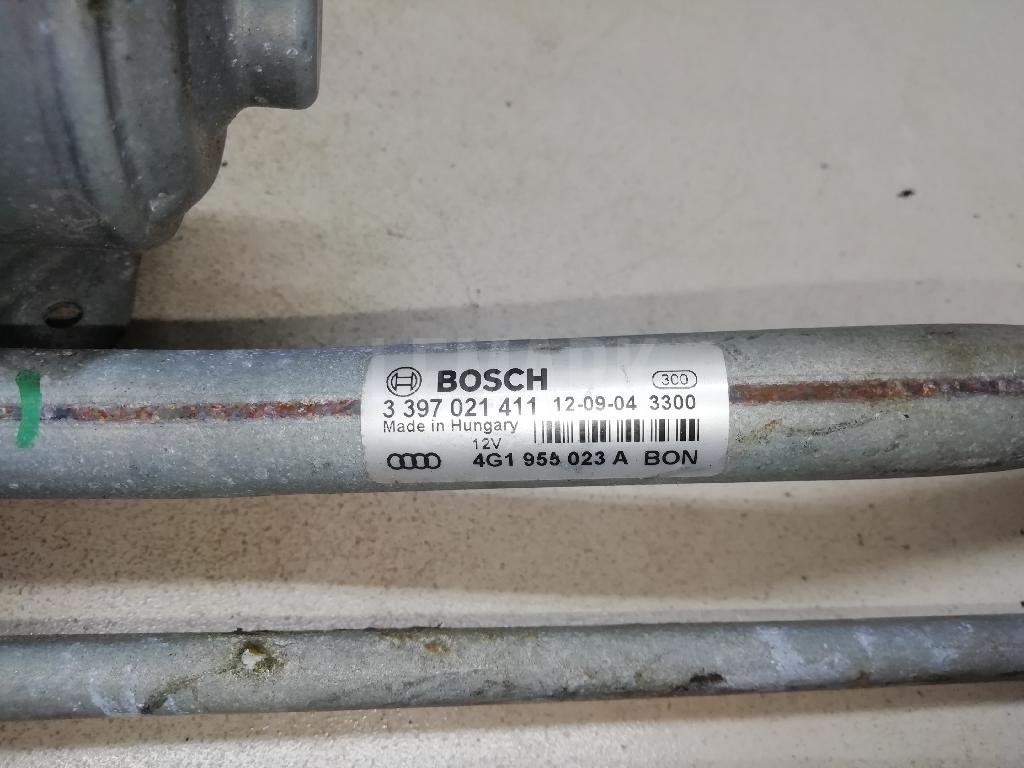 BOSCH 300
3 397 021 411 12-09-04 3300
Made in Hungary
12V
4G1 955 023 A BON